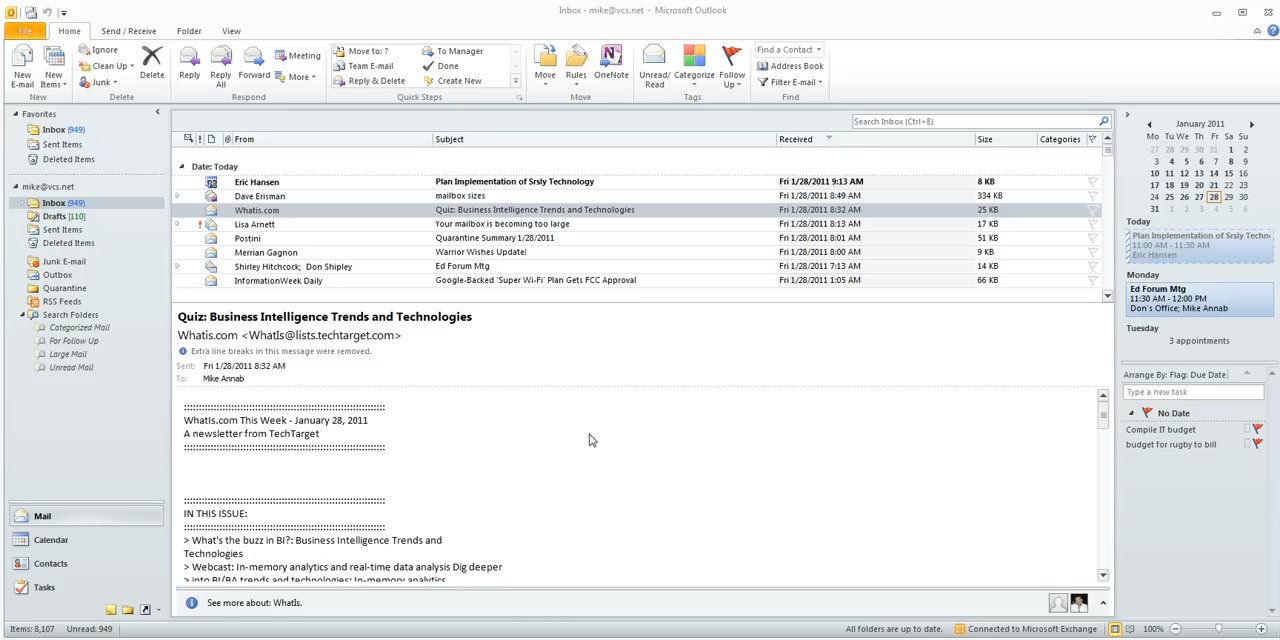 Inbox - mike@vcs.net - Microsoft Outlook
File Home Send / Receive Folder View
New E-mail
New Items
New
Ignore
Clean Up
Junk
Delete
Delete
Reply
Reply All
Forward
Meeting
More
Respond
Move to: ? To Manager
Team E-mail Done
Reply & Delete Create New
Quick Steps
Move
Rules
OneNote
Move
Unread/ Read
Categorize
Follow Up
Tags
Find a Contact
Address Book
Filter E-mail
Find
Favorites
Inbox (949)
Sent Items
Deleted Items
mike@vcs.net
Inbox (949)
Drafts [110]
Sent Items
Deleted Items
Junk E-mail
Outbox
Quarantine
RSS Feeds
Search Folders
Categorized Mail
For Follow Up
Large Mail
Unread Mail
Mail
Calendar
Contacts
Tasks
Search Inbox (Ctrl+E)
From Subject Received Size Categories
Date: Today
Eric Hansen Plan Implementation of Srsly Technology Fri 1/28/2011 9:13 AM 8 KB
Dave Erisman mailbox sizes Fri 1/28/2011 8:49 AM 334 KB
Whatis.com Quiz: Business Intelligence Trends and Technologies Fri 1/28/2011 8:32 AM 25 KB
! Lisa Arnett Your mailbox is becoming too large Fri 1/28/2011 8:13 AM 17 KB
Postini Quarantine Summary 1/28/2011 Fri 1/28/2011 8:01 AM 51 KB
Merrian Gagnon Warrior Wishes Update! Fri 1/28/2011 8:00 AM 9 KB
Shirley Hitchcock; Don Shipley Ed Forum Mtg Fri 1/28/2011 7:13 AM 14 KB
InformationWeek Daily Google-Backed 'Super Wi-Fi' Plan Gets FCC Approval Fri 1/28/2011 1:05 AM 66 KB
Quiz: Business Intelligence Trends and Technologies
Whatis.com <WhatIs@lists.techtarget.com>
Extra line breaks in this message were removed.
Sent: Fri 1/28/2011 8:32 AM
To: Mike Annab
::::::::::::::::::::::::::::::::::::::::::::::::::
WhatIs.com This Week - January 28, 2011
A newsletter from TechTarget
::::::::::::::::::::::::::::::::::::::::::::::::::
::::::::::::::::::::::::::::::::::::::::::::::::::
IN THIS ISSUE:
::::::::::::::::::::::::::::::::::::::::::::::::::
> What's the buzz in BI?: Business Intelligence Trends and
Technologies
> Webcast: In-memory analytics and real-time data analysis Dig deeper
> into BI/BA trends and technologies: In-memory analytics
See more about: WhatIs.
January 2011
Mo Tu We Th Fr Sa Su
27 28 29 30 31 1 2
3 4 5 6 7 8 9
10 11 12 13 14 15 16
17 18 19 20 21 22 23
24 25 26 27 28 29 30
31 1 2 3 4 5 6
Today
Plan Implementation of Srsly Techn
11:00 AM - 11:30 AM
Eric Hansen
Monday
Ed Forum Mtg
11:30 AM - 12:00 PM
Don's Office; Mike Annab
Tuesday
3 appointments
Arrange By: Flag: Due Date
Type a new task
No Date
Compile IT budget
budget for rugby to bill
Items: 8,107 Unread: 949 All folders are up to date. Connected to Microsoft Exchange 100%